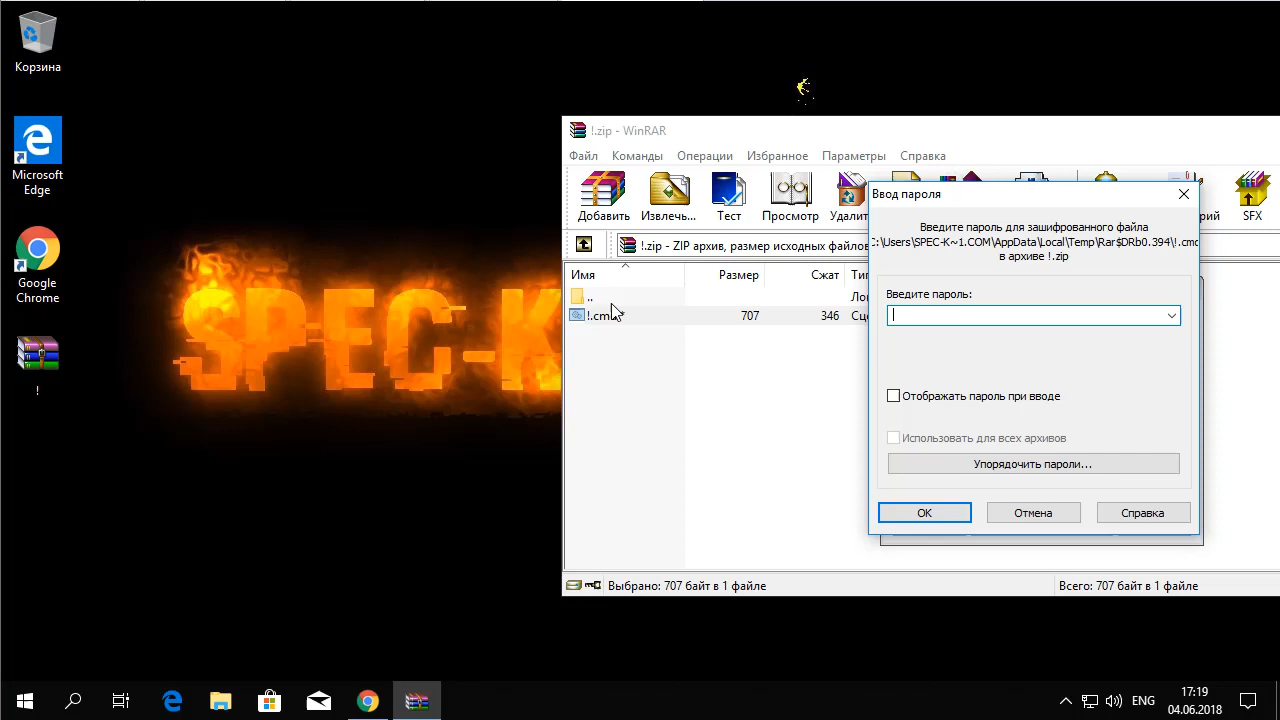 Корзина
Microsoft
Edge
Google
Chrome
!
SPEC-K
!.zip - WinRAR
Файл Команды Операции Избранное Параметры Справка
Добавить Извлечь... Тест Просмотр Удалит SFX
!.zip - ZIP архив, размер исходных файлов
Имя Размер Сжат
..
!.cm 707 346
Выбрано: 707 байт в 1 файле
Всего: 707 байт в 1 файле
Ввод пароля
Введите пароль для зашифрованного файла
C:\Users\SPEC-K~1.COM\AppData\Local\Temp\Rar$DRb0.394\!.cmd
в архиве !.zip
Введите пароль:
Отображать пароль при вводе
Использовать для всех архивов
Упорядочить пароли...
OK Отмена Справка
ENG
17:19
04.06.2018